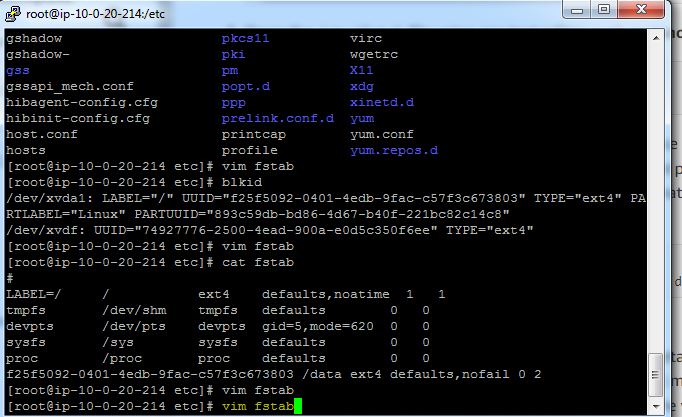 root@ip-10-0-20-214:/etc
gshadow pkcs11 virc
gshadow- pki wgetrc
gss pm X11
gssapi_mech.conf popt.d xdg
hibagent-config.cfg ppp xinetd.d
hibinit-config.cfg prelink.conf.d yum
host.conf printcap yum.conf
hosts profile yum.repos.d
[root@ip-10-0-20-214 etc]# vim fstab
[root@ip-10-0-20-214 etc]# blkid
/dev/xvda1: LABEL="/" UUID="f25f5092-0401-4edb-9fac-c57f3c673803" TYPE="ext4" PA
RTLABEL="Linux" PARTUUID="893c59db-bd86-4d67-b40f-221bc82c14c8"
/dev/xvdf: UUID="74927776-2500-4ead-900a-e0d5c350f6ee" TYPE="ext4"
[root@ip-10-0-20-214 etc]# vim fstab
[root@ip-10-0-20-214 etc]# cat fstab
#
LABEL=/ / ext4 defaults,noatime 1 1
tmpfs /dev/shm tmpfs defaults 0 0
devpts /dev/pts devpts gid=5,mode=620 0 0
sysfs /sys sysfs defaults 0 0
proc /proc proc defaults 0 0
f25f5092-0401-4edb-9fac-c57f3c673803 /data ext4 defaults,nofail 0 2
[root@ip-10-0-20-214 etc]# vim fstab
[root@ip-10-0-20-214 etc]# vim fstab